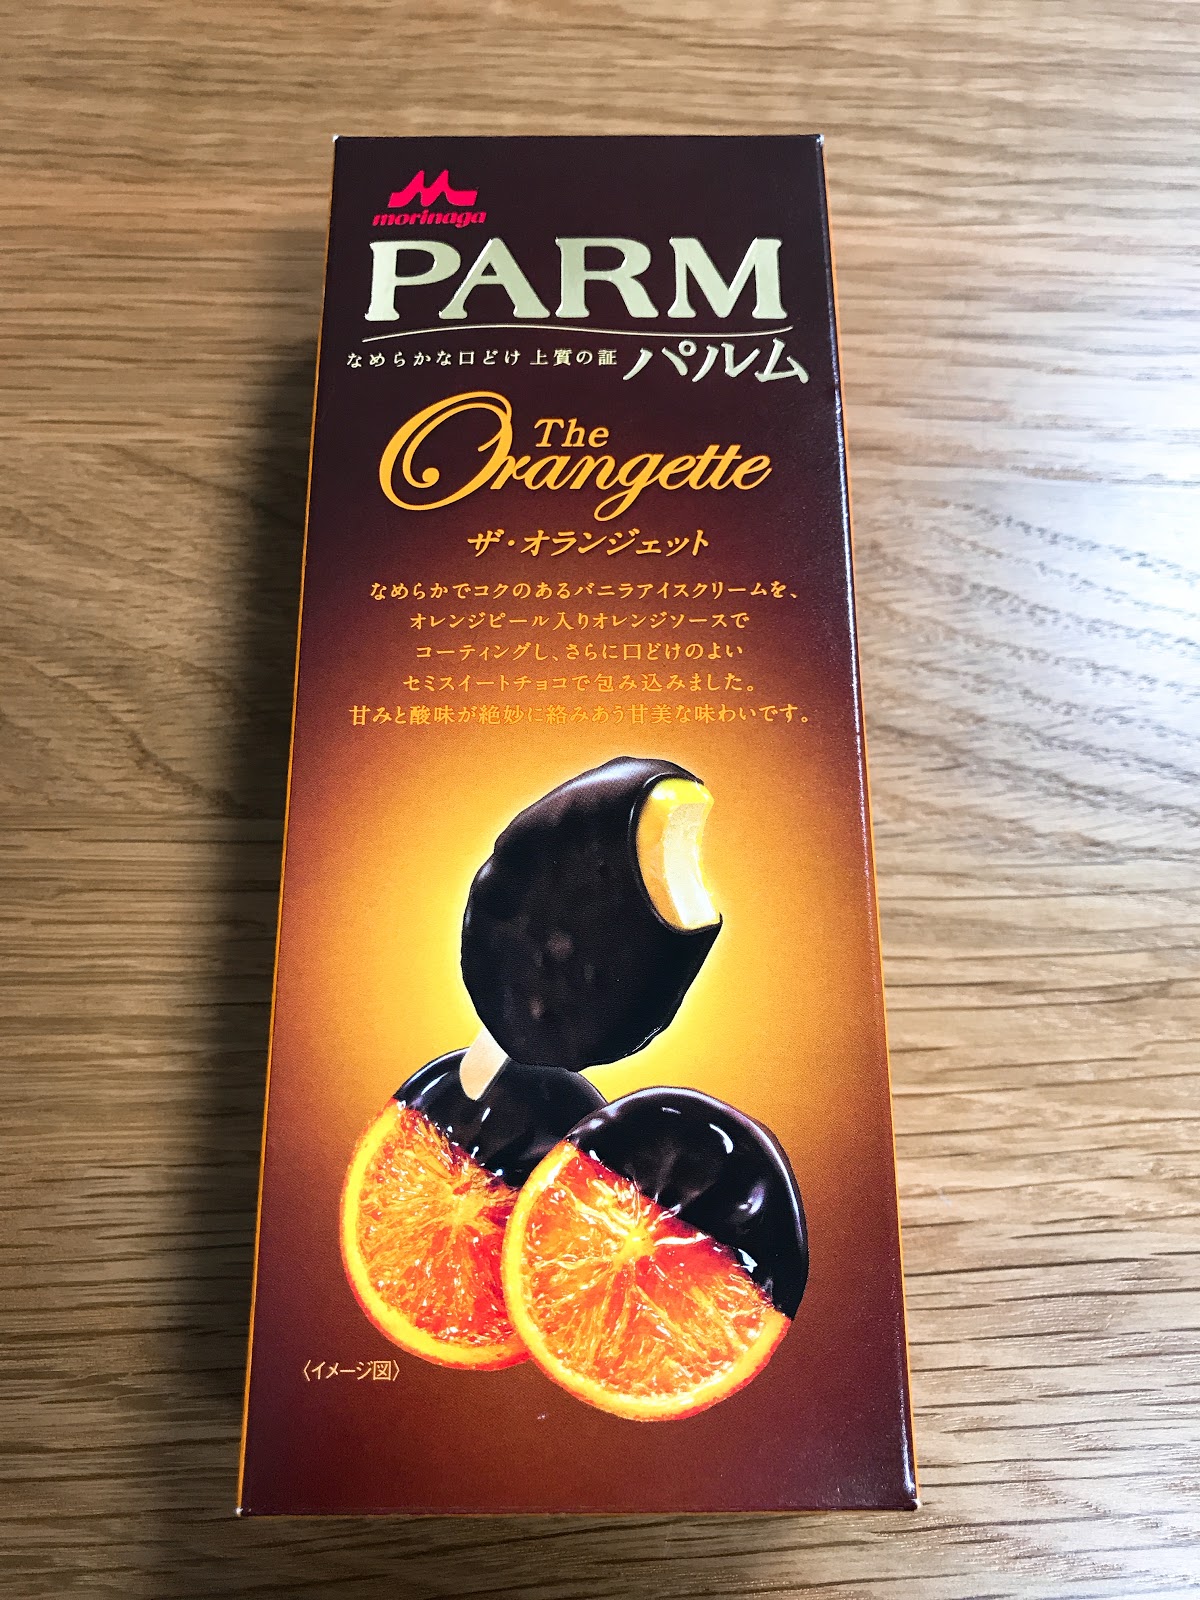 morinaga
PARM
なめらかな口どけ 上質の証 パルム
The
Orangette
ザ・オランジェット
なめらかでコクのあるバニラアイスクリームを、
オレンジピール入りオレンジソースで
コーティングし、さらに口どけのよい
セミスイートチョコで包み込みました。
甘みと酸味が絶妙に絡みあう甘美な味わいです。
〈イメージ図〉